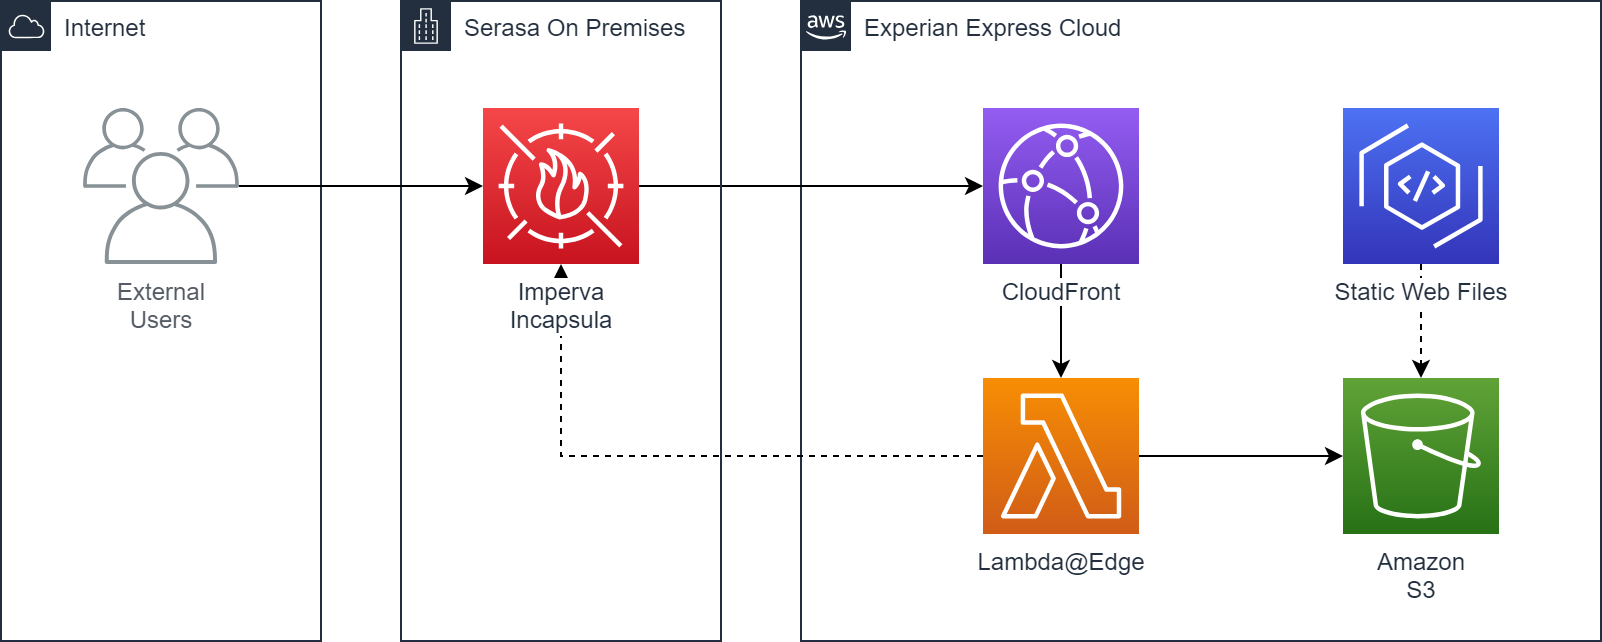 Internet
Serasa On Premises
aws
Experian Express Cloud
External
Users
Imperva
Incapsula
CloudFront
Static Web Files
Lambda@Edge
Amazon
S3